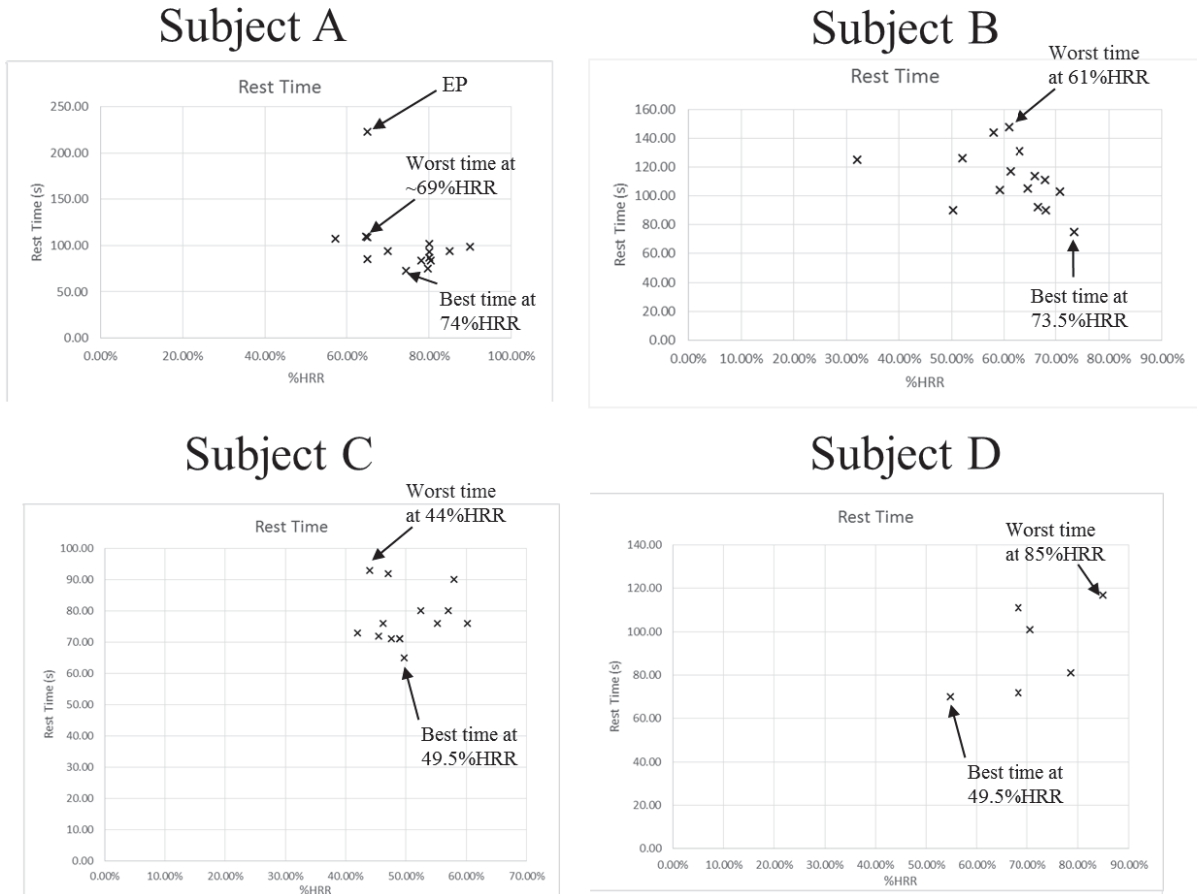 Subject A
Rest Time
EP
Worst time at
~69%HRR
Best time at
74%HRR
Rest Time (s)
250.00
200.00
150.00
100.00
50.00
0.00
0.00% 20.00% 40.00% 60.00% 80.00% 100.00%
%HRR
Subject B
Rest Time
Worst time
at 61%HRR
Best time at
73.5%HRR
Rest Time (s)
160.00
140.00
120.00
100.00
80.00
60.00
40.00
20.00
0.00
0.00% 10.00% 20.00% 30.00% 40.00% 50.00% 60.00% 70.00% 80.00% 90.00%
%HRR
Subject C
Rest Time
Worst time
at 44%HRR
Best time at
49.5%HRR
Rest Time (s)
100.00
90.00
80.00
70.00
60.00
50.00
40.00
30.00
20.00
10.00
0.00
0.00% 10.00% 20.00% 30.00% 40.00% 50.00% 60.00% 70.00%
%HRR
Subject D
Rest Time
Worst time
at 85%HRR
Best time at
49.5%HRR
Rest Time (s)
140.00
120.00
100.00
80.00
60.00
40.00
20.00
0.00
0.00% 10.00% 20.00% 30.00% 40.00% 50.00% 60.00% 70.00% 80.00% 90.00%
%HRR